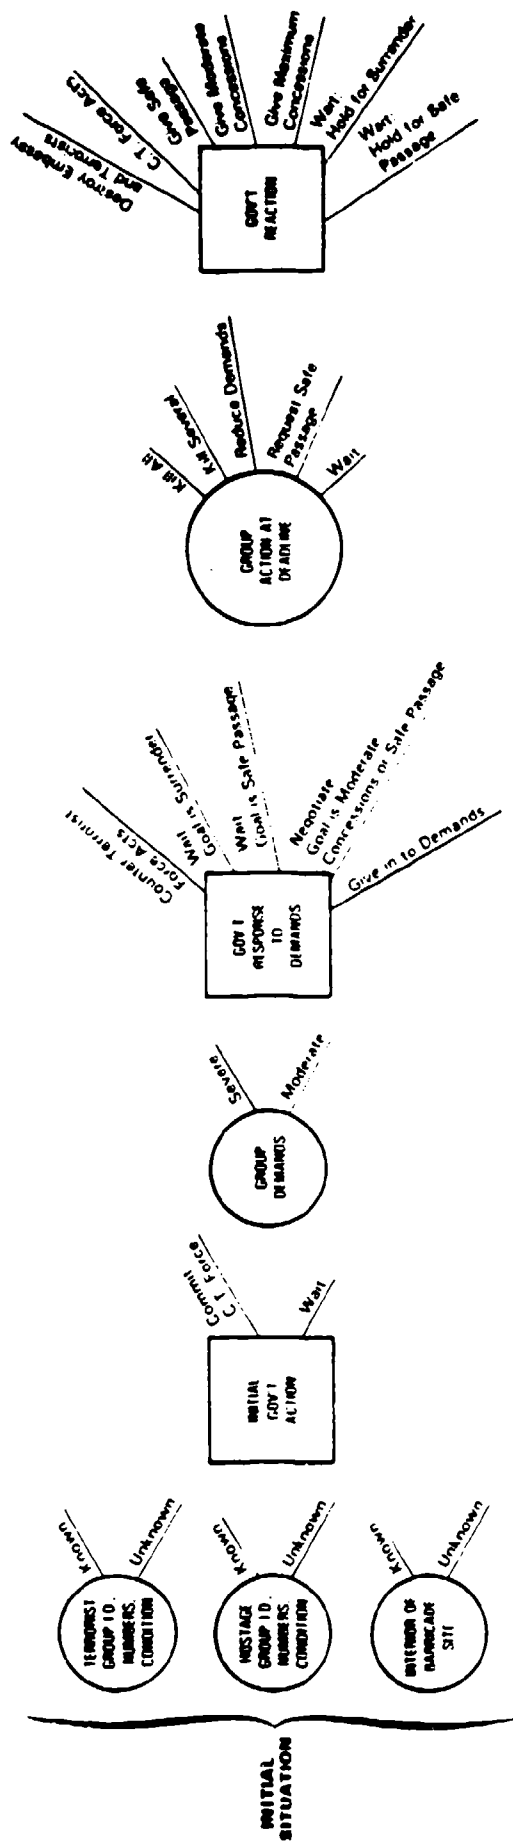 INITIAL
SITUATION
TERRORIST
GROUP I.D.,
NUMBERS,
CONDITION
Known
Unknown
HOSTAGE
GROUP I.D.,
NUMBERS,
CONDITION
Known
Unknown
INTERIOR OF
BARRICADE
SITE
Known
Unknown
INITIAL
GOV'T
ACTION
Commit
C.T. Force
Wait
GROUP
DEMANDS
Severe
Moderate
GOV'T
RESPONSE
TO
DEMANDS
Counter Terrorist
Force Acts
Wait
Goal is Surrender
Wait
Goal is Safe Passage
Negotiate
Goal is Moderate
Concessions or Safe Passage
Give in to Demands
GROUP
ACTION AT
DEADLINE
Kill All
Kill Several
Reduce Demands
Request Safe
Passage
Wait
GOV'T
REACTION
Destroy Embassy
and Terrorists
C.T. Force Acts
Give Safe
Passage
Give Moderate
Concessions
Give Maximum
Concessions
Wait:
Hold for Surrender
Wait:
Hold for Safe
Passage